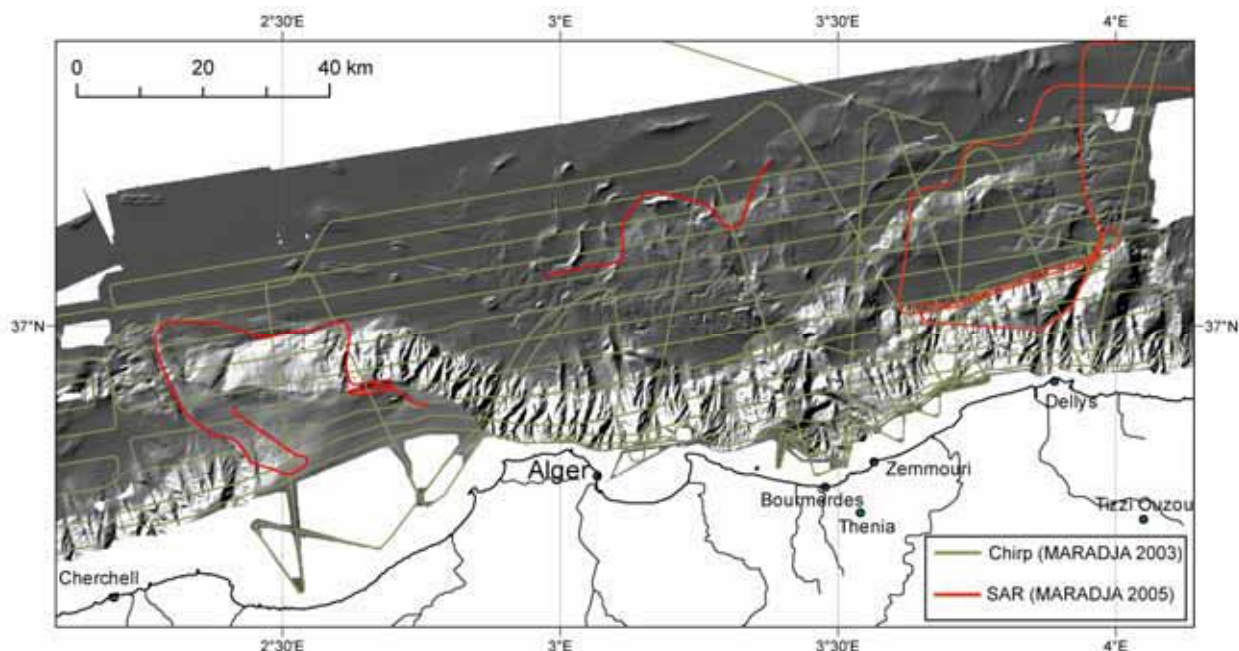 2°30'E 3°E 3°30'E 4°E
0 20 40 km
37°N 37°N
Dellys
Alger
Zemmouri
Boumerdes
Thenia
Tizzi Ouzou
Cherchell
Chirp (MARADJA 2003)
SAR (MARADJA 2005)
2°30'E 3°E 3°30'E 4°E